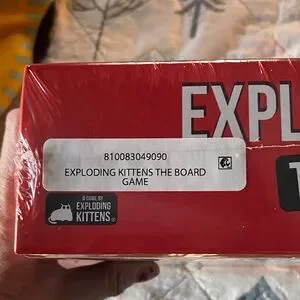 EXPL
810083049090
EXPLODING KITTENS THE BOARD
GAME
A GAME BY
EXPLODING
KITTENS
T